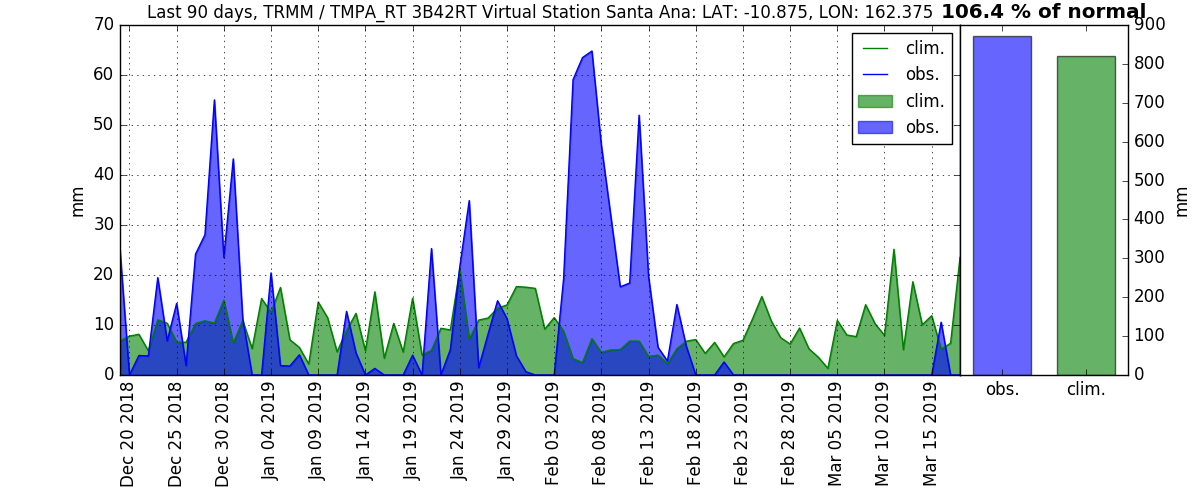 Last 90 days, TRMM / TMPA_RT 3B42RT Virtual Station Santa Ana: LAT: -10.875, LON: 162.375 106.4 % of normal
70
60
50
40
30
20
10
0
mm
clim.
obs.
clim.
obs.
900
800
700
600
500
400
300
200
100
0
mm
obs.
clim.
Dec 20 2018
Dec 25 2018
Dec 30 2018
Jan 04 2019
Jan 09 2019
Jan 14 2019
Jan 19 2019
Jan 24 2019
Jan 29 2019
Feb 03 2019
Feb 08 2019
Feb 13 2019
Feb 18 2019
Feb 23 2019
Feb 28 2019
Mar 05 2019
Mar 10 2019
Mar 15 2019